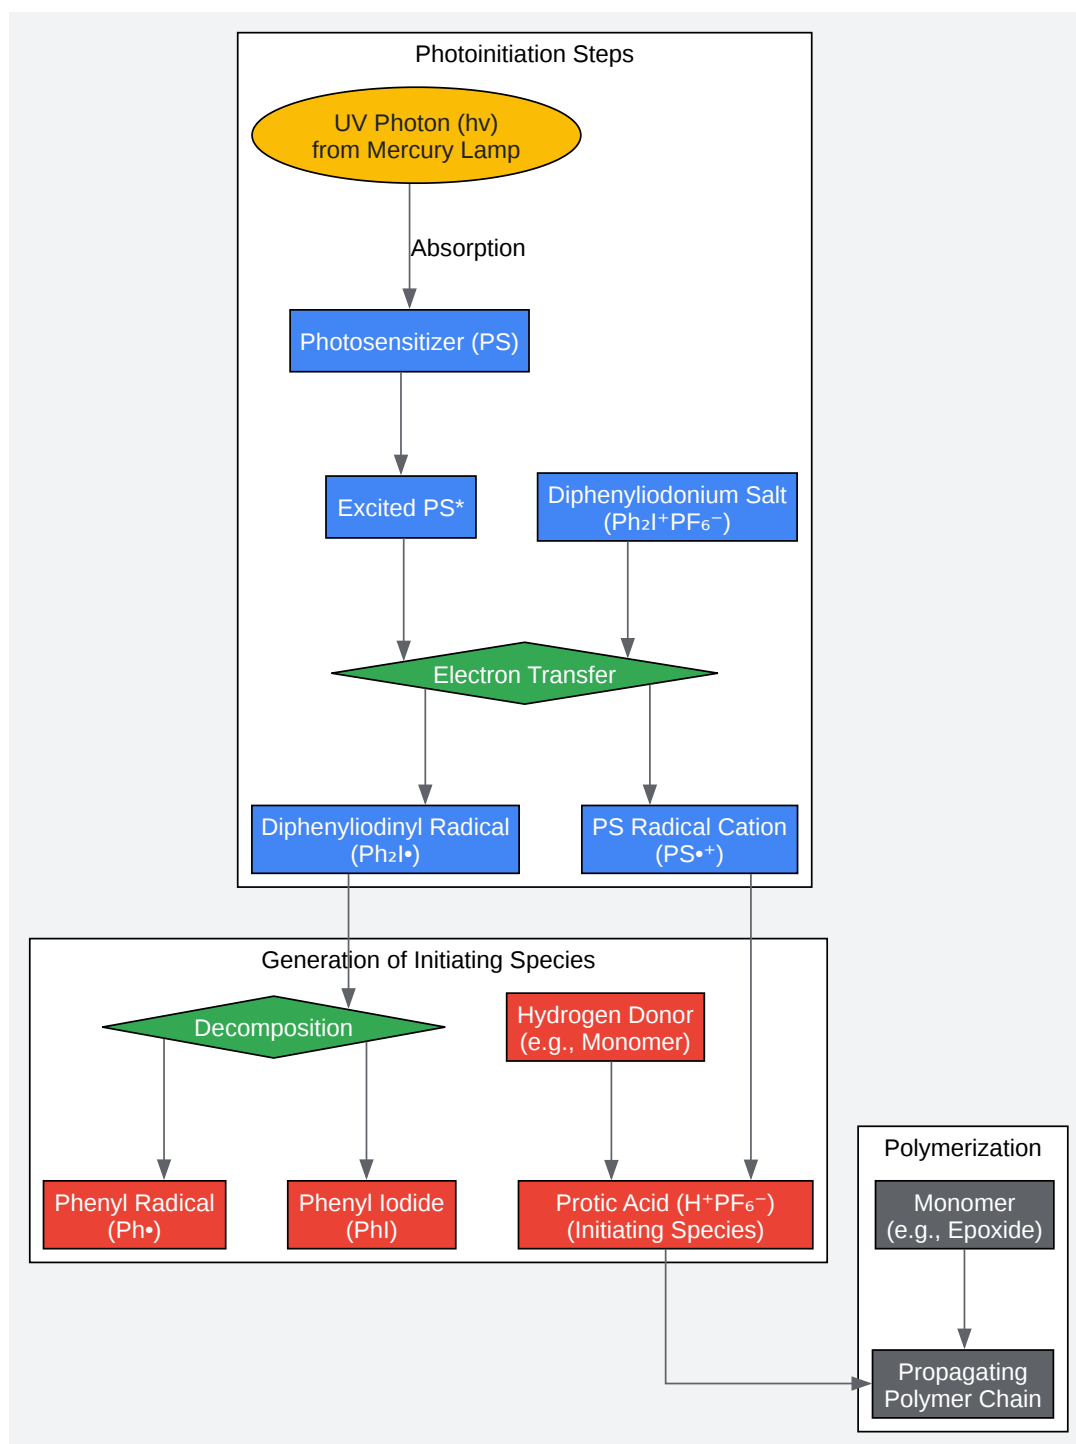 Photoinitiation Steps
UV Photon (hv)
from Mercury Lamp
Absorption
Photosensitizer (PS)
Excited PS*
Diphenyliodonium Salt
(Ph₂I⁺PF₆⁻)
Electron Transfer
Diphenyliodinyl Radical
(Ph₂I•)
PS Radical Cation
(PS•⁺)
Generation of Initiating Species
Decomposition
Hydrogen Donor
(e.g., Monomer)
Phenyl Radical
(Ph•)
Phenyl Iodide
(PhI)
Protic Acid (H⁺PF₆⁻)
(Initiating Species)
Polymerization
Monomer
(e.g., Epoxide)
Propagating
Polymer Chain